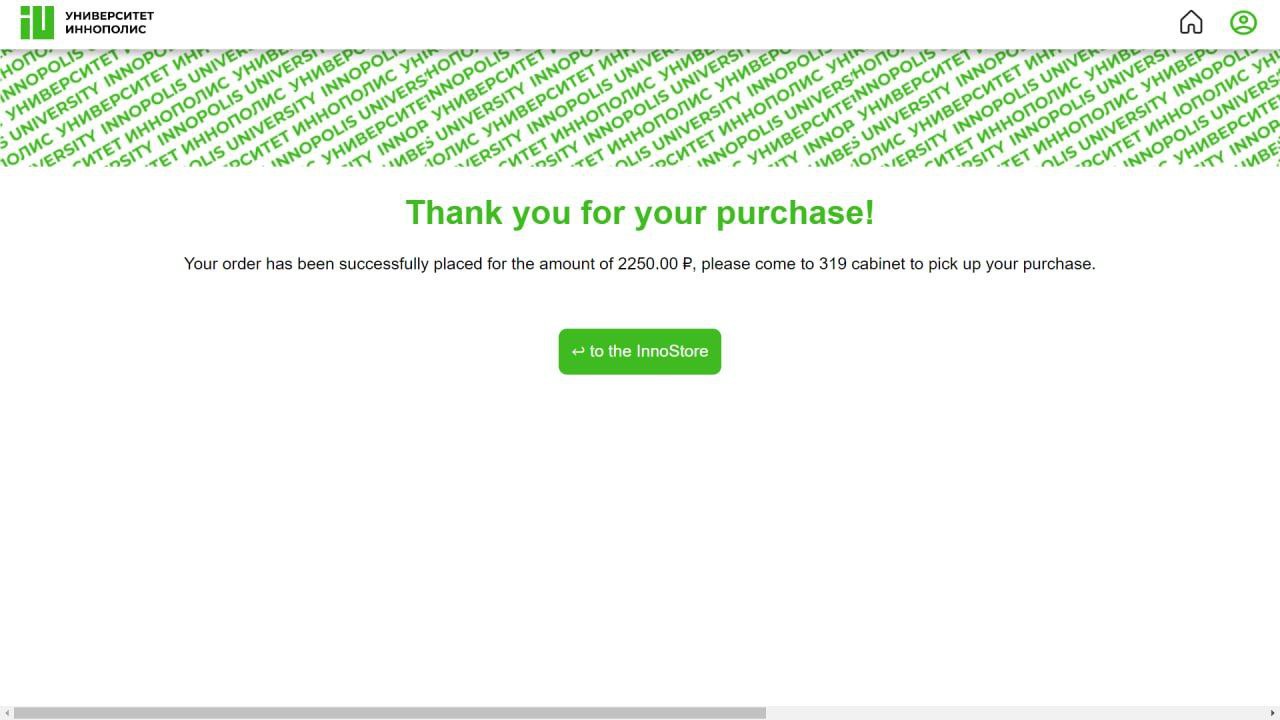 УНИВЕРСИТЕТ
ИННОПОЛИС
Thank you for your purchase!
Your order has been successfully placed for the amount of 2250.00 ₽, please come to 319 cabinet to pick up your purchase.
↩ to the InnoStore